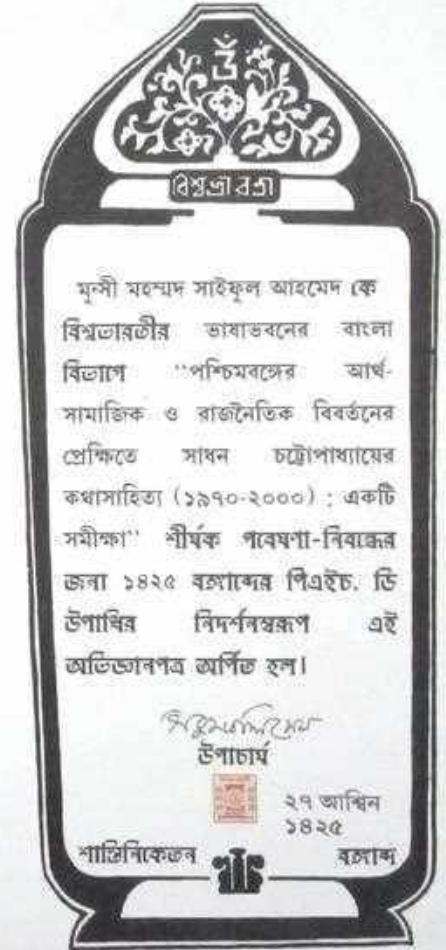 ওঁ
বিশ্বভারতী
মুন্সী মহম্মদ সাইফুল আহমেদ কে
বিশ্বভারতীর ভাষাভবনের বাংলা
বিভাগে "পশ্চিমবঙ্গের আর্থ-
সামাজিক ও রাজনৈতিক বিবর্তনের
প্রেক্ষিতে সাধন চট্টোপাধ্যায়ের
কথাসাহিত্য (১৯৭০-২০০০) : একটি
সমীক্ষা" শীর্ষক গবেষণা-নিবন্ধের
জন্য ১৪২৫ বঙ্গাব্দের পিএইচ. ডি
উপাধির নিদর্শনস্বরূপ এই
অভিজ্ঞানপত্র অর্পিত হল।
উপাচার্য
২৭ আশ্বিন
১৪২৫
শান্তিনিকেতন বঙ্গাব্দ